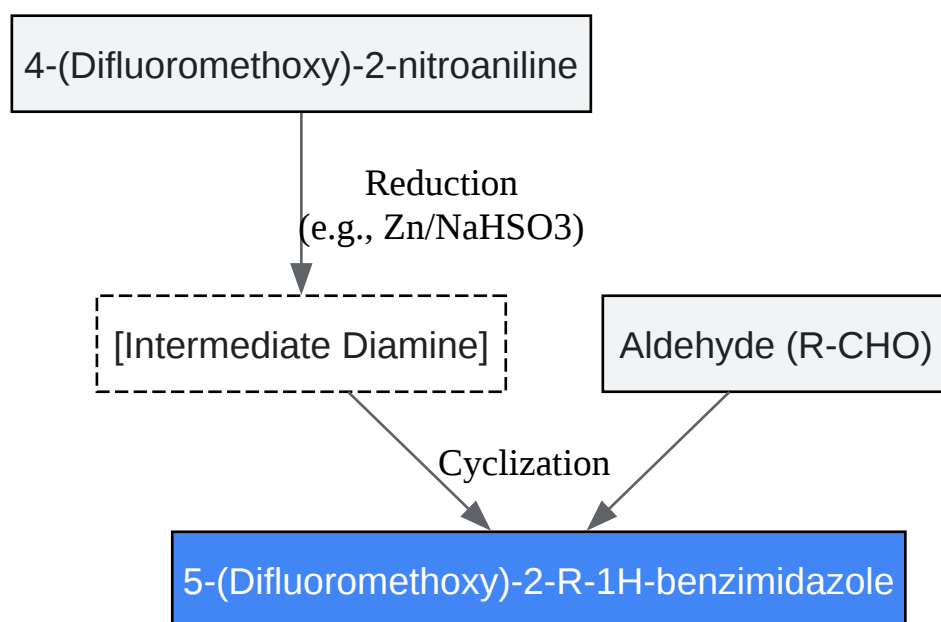 4-(Difluoromethoxy)-2-nitroaniline
Reduction
(e.g., Zn/NaHSO3)
[Intermediate Diamine]
Aldehyde (R-CHO)
Cyclization
5-(Difluoromethoxy)-2-R-1H-benzimidazole